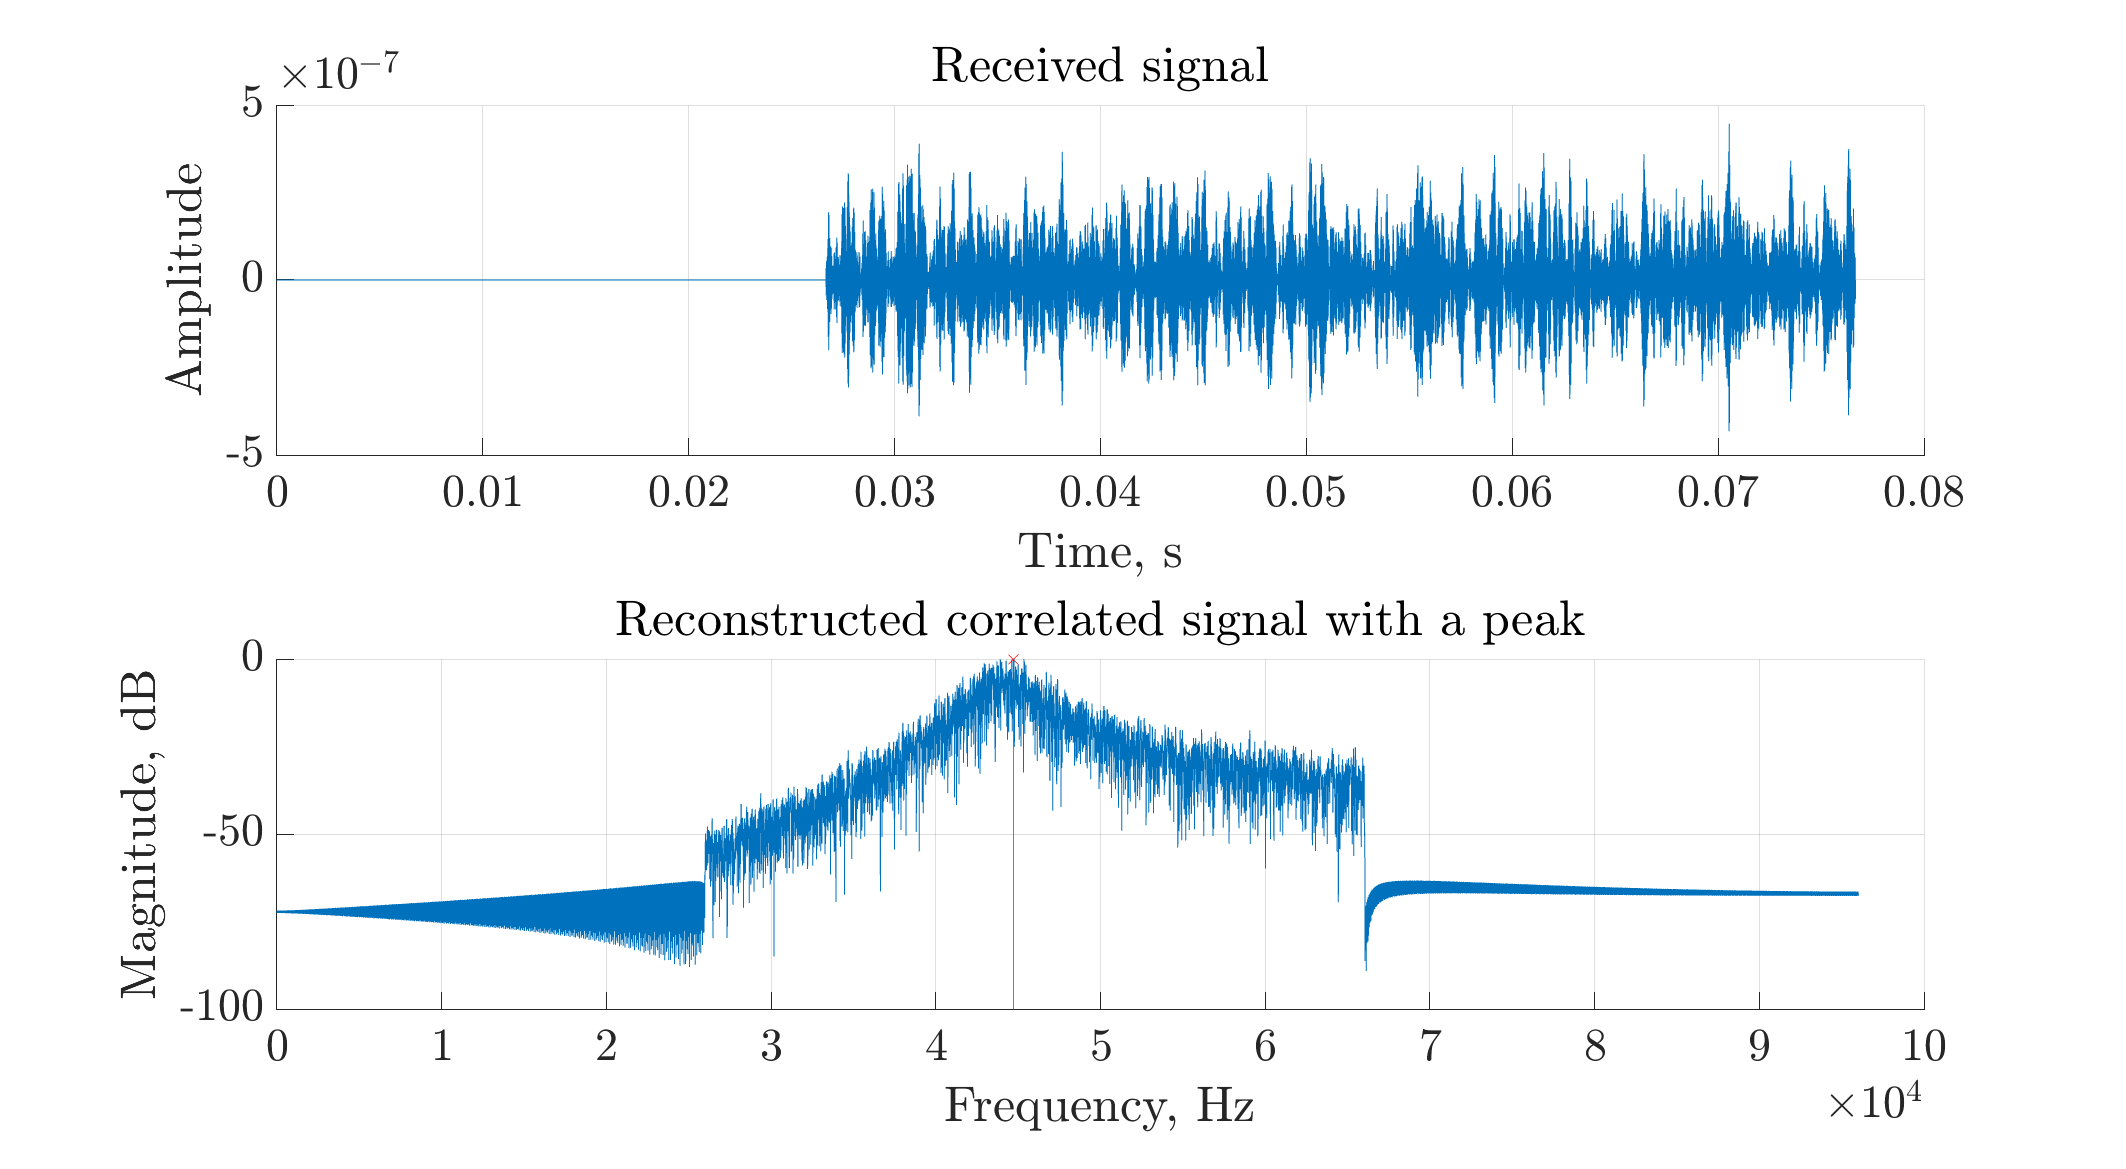 Received signal
×10⁻⁷
5
0
-5
Amplitude
0 0.01 0.02 0.03 0.04 0.05 0.06 0.07 0.08
Time, s
Reconstructed correlated signal with a peak
0
-50
-100
Magnitude, dB
0 1 2 3 4 5 6 7 8 9 10
×10⁴
Frequency, Hz